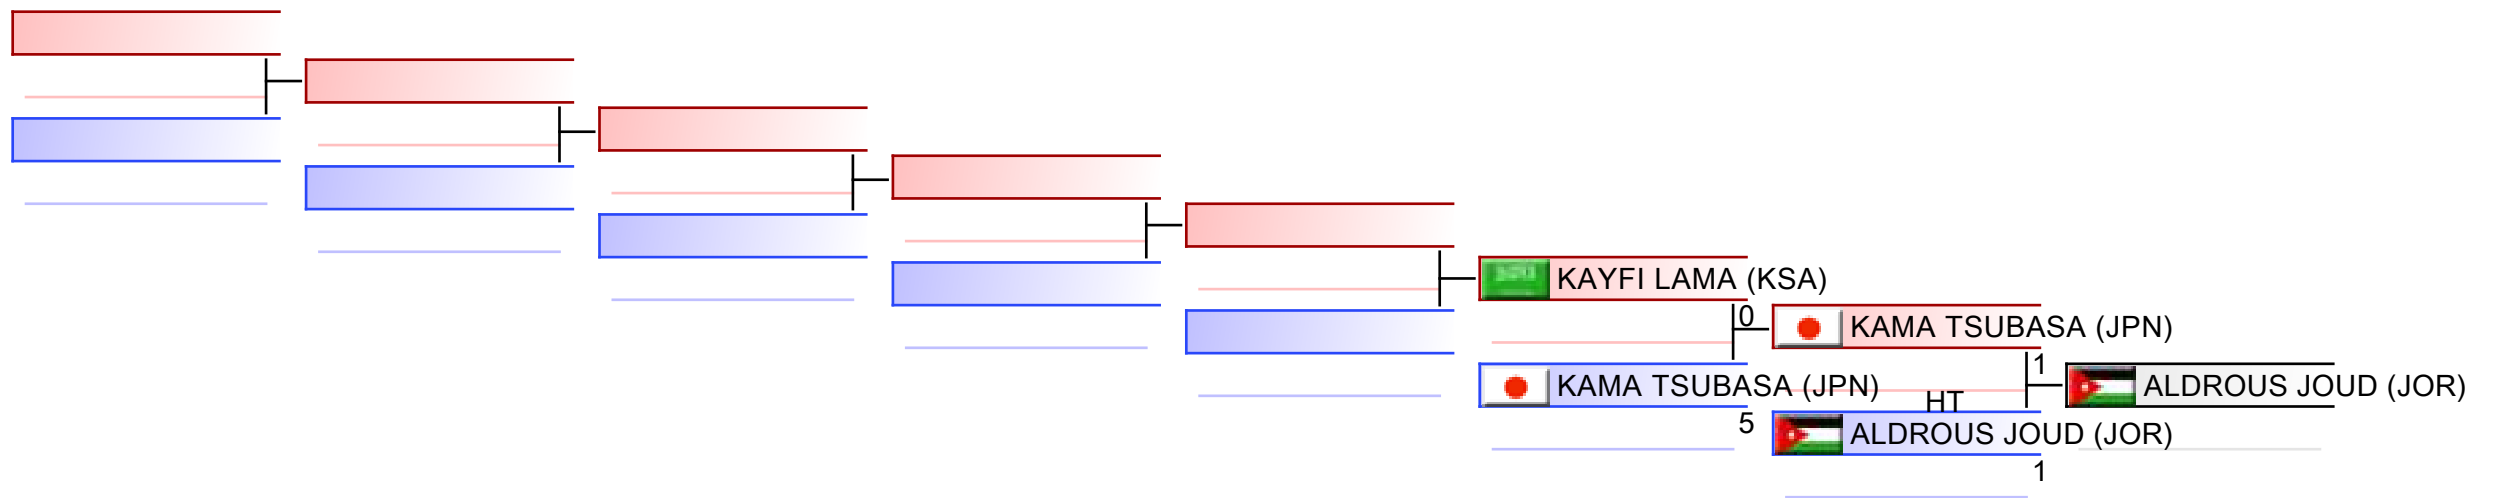 KAYFI LAMA (KSA)
0
KAMA TSUBASA (JPN)
5
KAMA TSUBASA (JPN)
1
HT
ALDROUS JOUD (JOR)
1
ALDROUS JOUD (JOR)